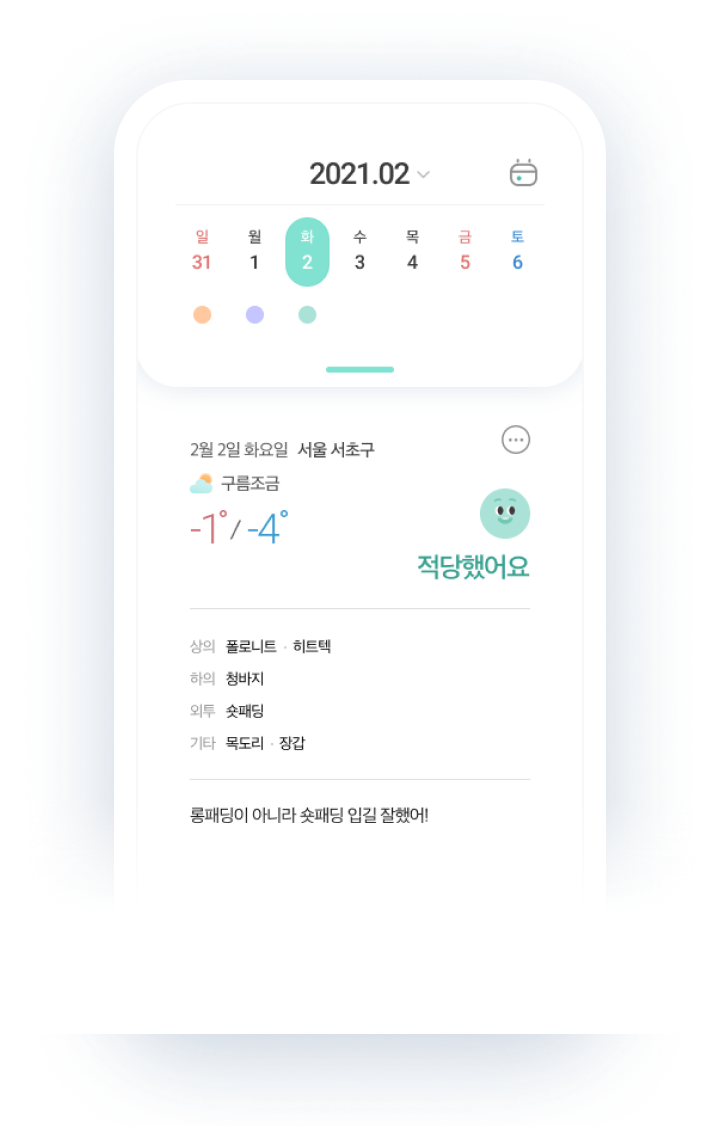 2021.02
일 월 화 수 목 금 토
31 1 2 3 4 5 6
2월 2일 화요일 서울 서초구
구름조금
-1°/ -4°
적당했어요
상의 폴로니트 · 히트텍
하의 청바지
외투 숏패딩
기타 목도리 · 장갑
롱패딩이 아니라 숏패딩 입길 잘했어!